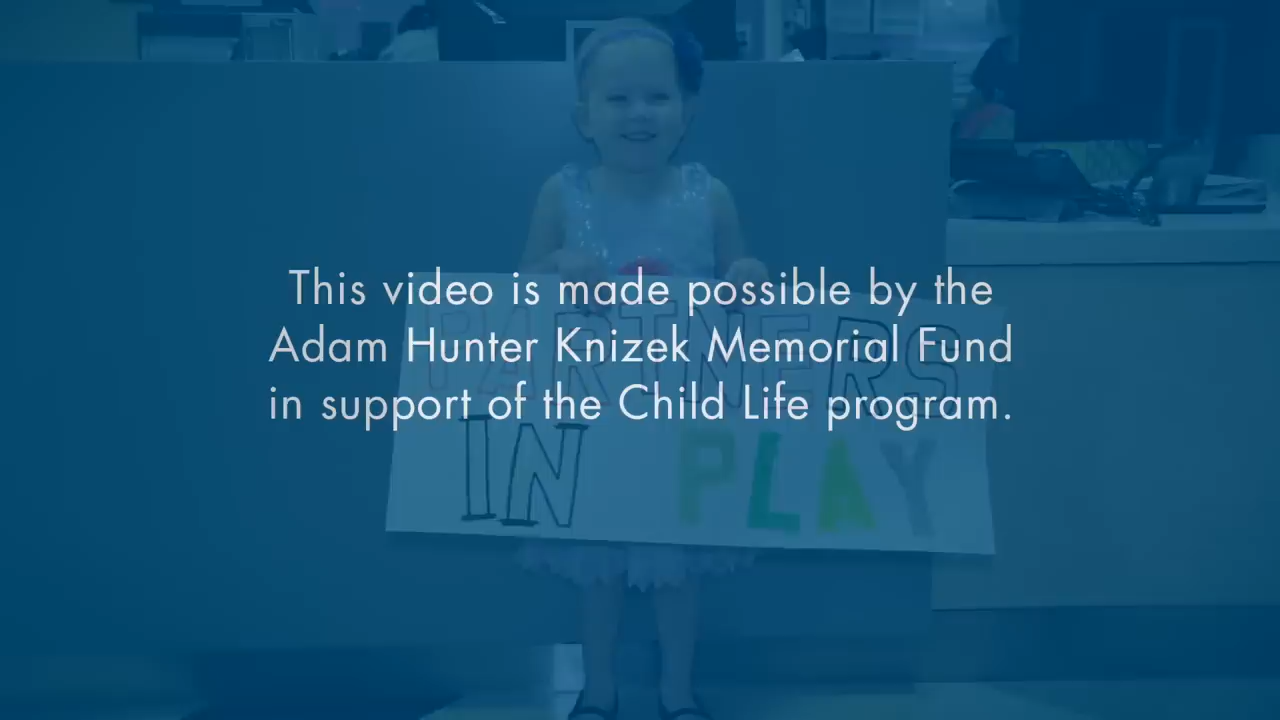 This video is made possible by the
Adam Hunter Knizek Memorial Fund
in support of the Child Life program.
PARTNERS
IN PLAY